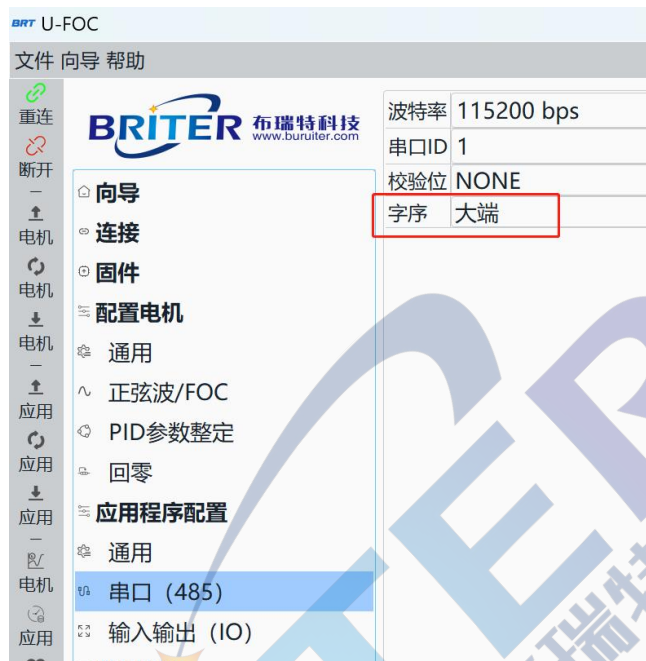 BRT U-FOC
文件 向导 帮助
重连
断开
电机
电机
电机
应用
应用
应用
电机
应用
BRITER 布瑞特科技
www.buruiter.com
向导
连接
固件
配置电机
通用
正弦波/FOC
PID参数整定
回零
应用程序配置
通用
串口（485）
输入输出（IO）
波特率 115200 bps
串口ID 1
校验位 NONE
字序 大端
TER
布瑞特